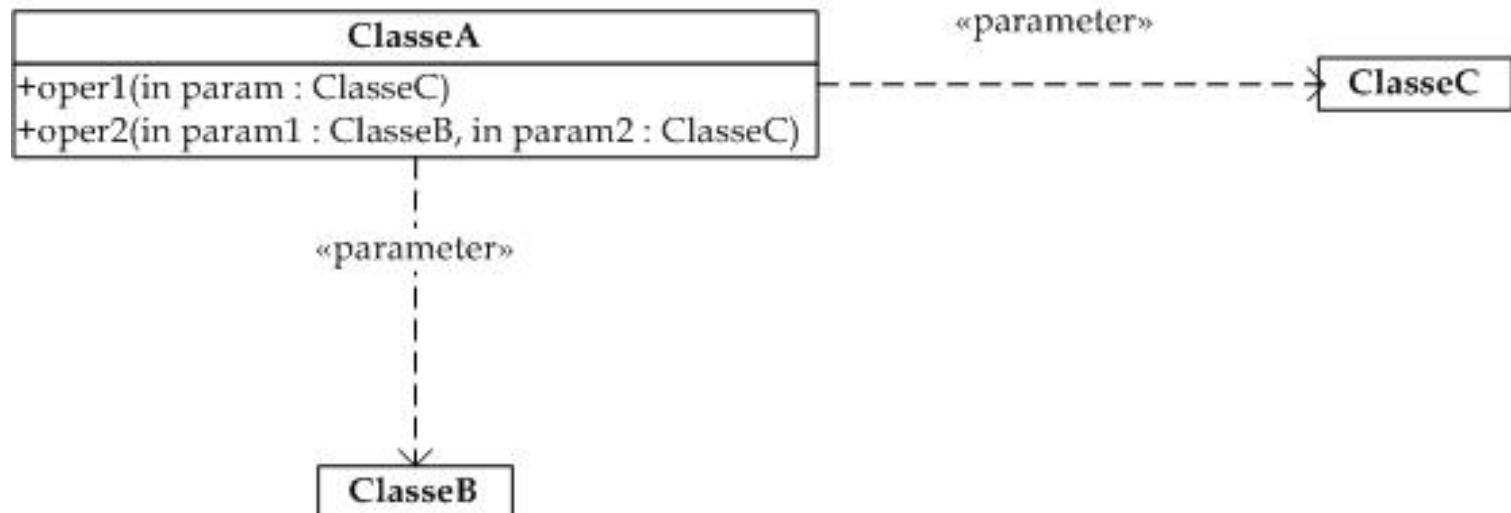 ClasseA
«parameter»
+oper1(in param : ClasseC)
ClasseC
+oper2(in param1 : ClasseB, in param2 : ClasseC)
«parameter»
ClasseB